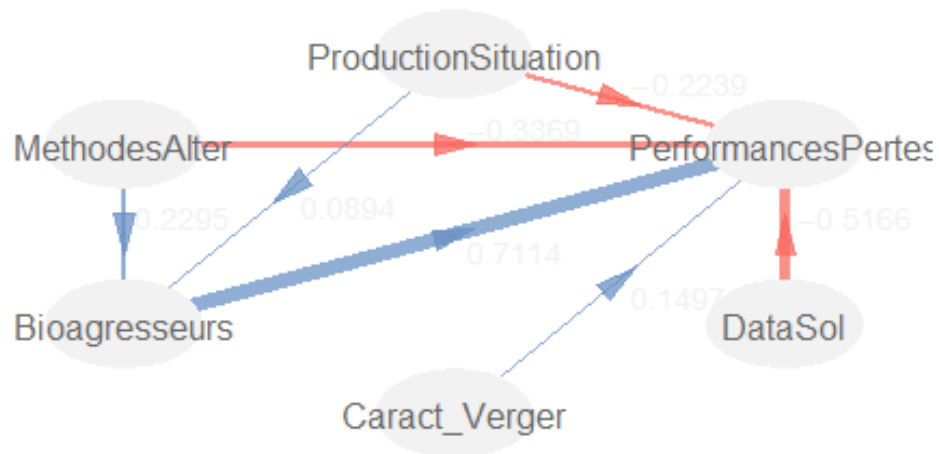 ProductionSituation
-0.2239
MethodesAlter
-0.3369
PerformancesPertes
0.2295
0.0894
0.7114
-0.5166
0.1497
Bioagresseurs
DataSol
Caract_Verger